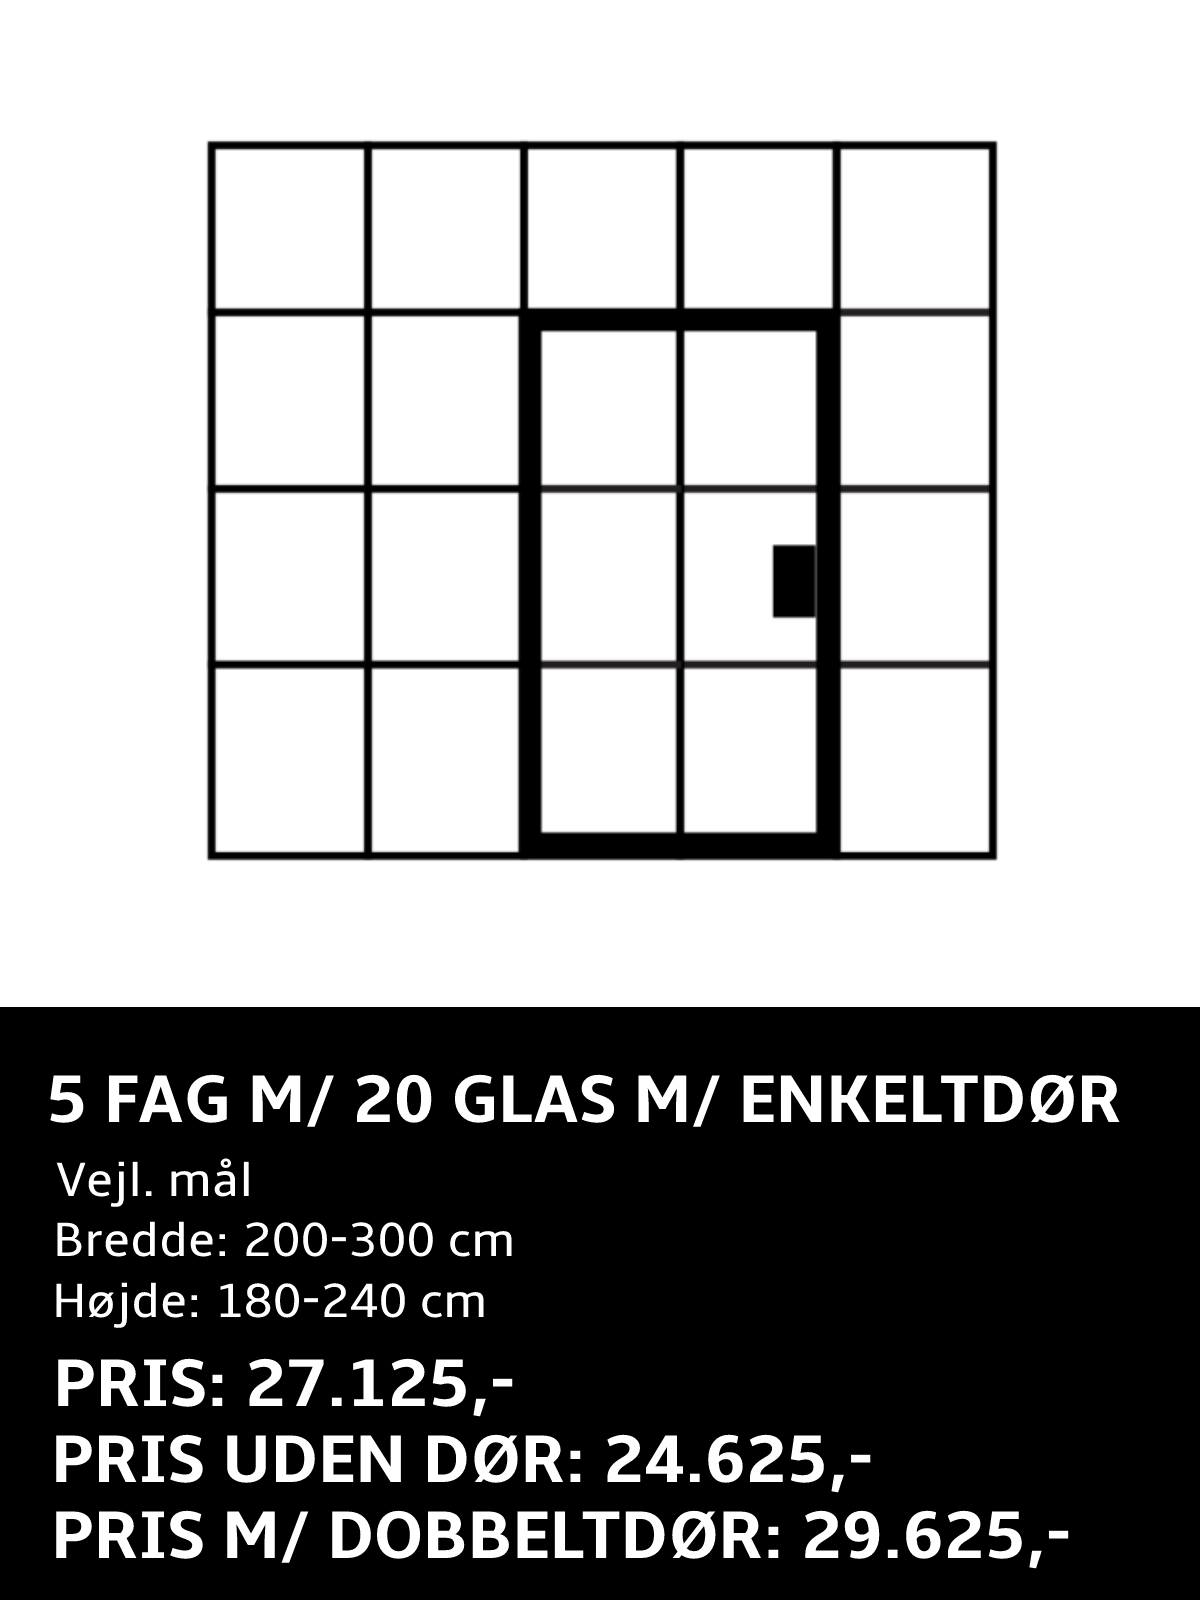 5 FAG M/ 20 GLAS M/ ENKELTDØR
Vejl. mål
Bredde: 200-300 cm
Højde: 180-240 cm
PRIS: 27.125,-
PRIS UDEN DØR: 24.625,-
PRIS M/ DOBBELTDØR: 29.625,-